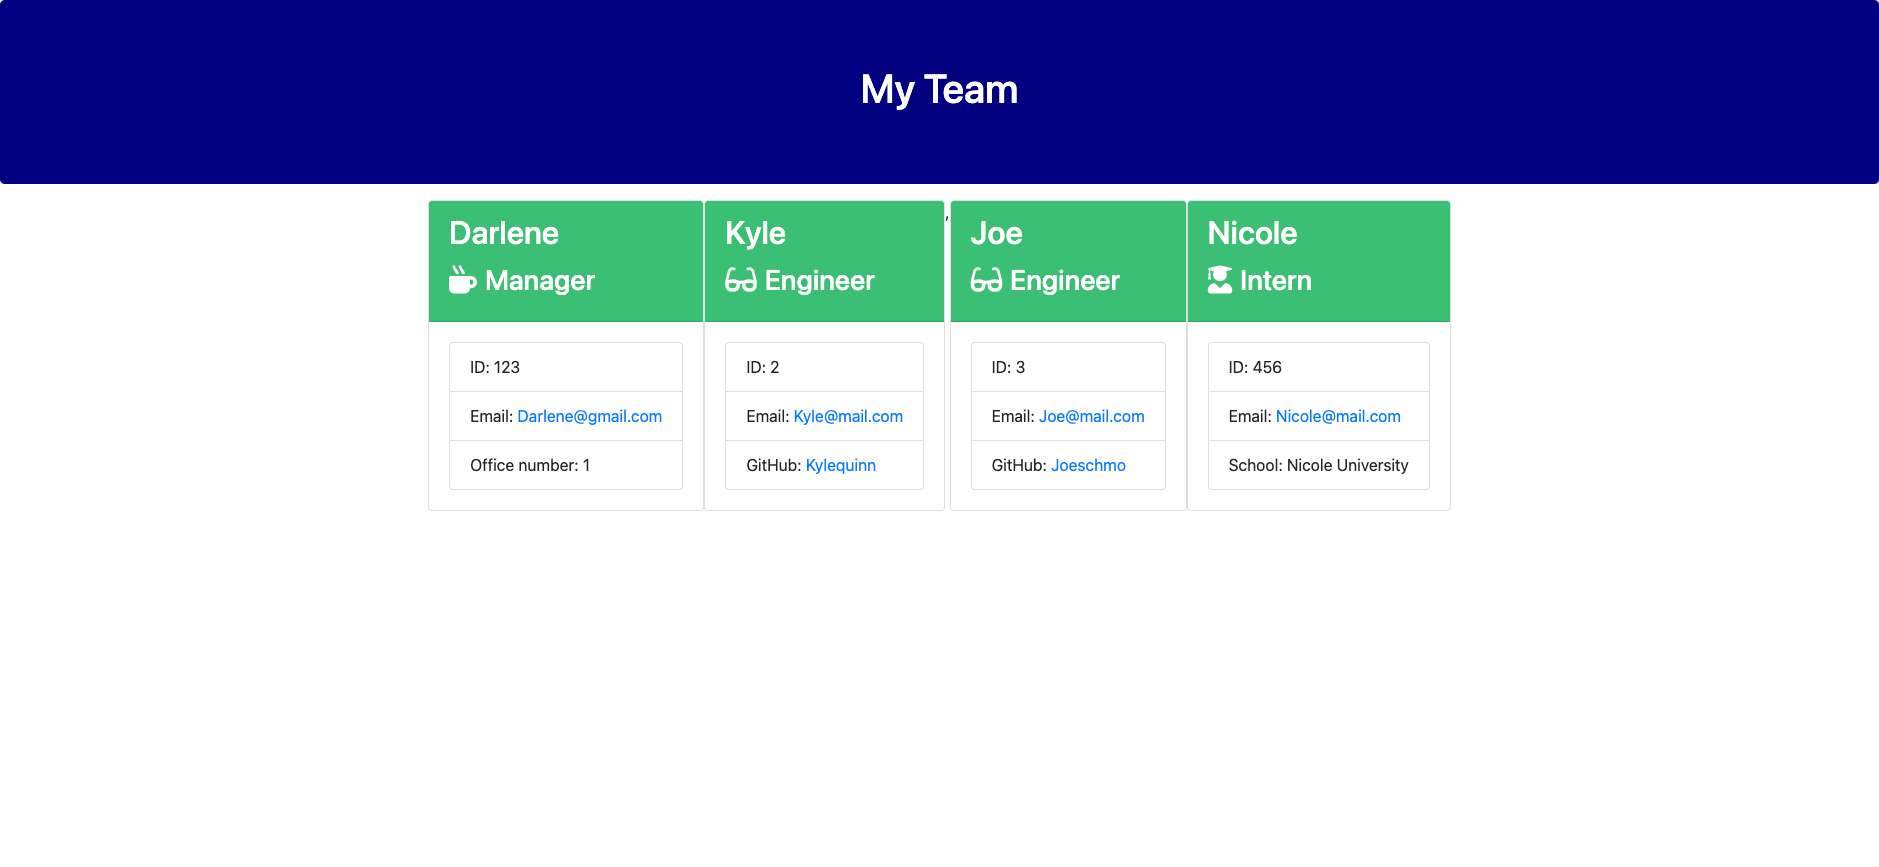 My Team
Darlene
Manager
ID: 123
Email: Darlene@gmail.com
Office number: 1
Kyle
Engineer
ID: 2
Email: Kyle@mail.com
GitHub: Kylequinn
,
Joe
Engineer
ID: 3
Email: Joe@mail.com
GitHub: Joeschmo
Nicole
Intern
ID: 456
Email: Nicole@mail.com
School: Nicole University